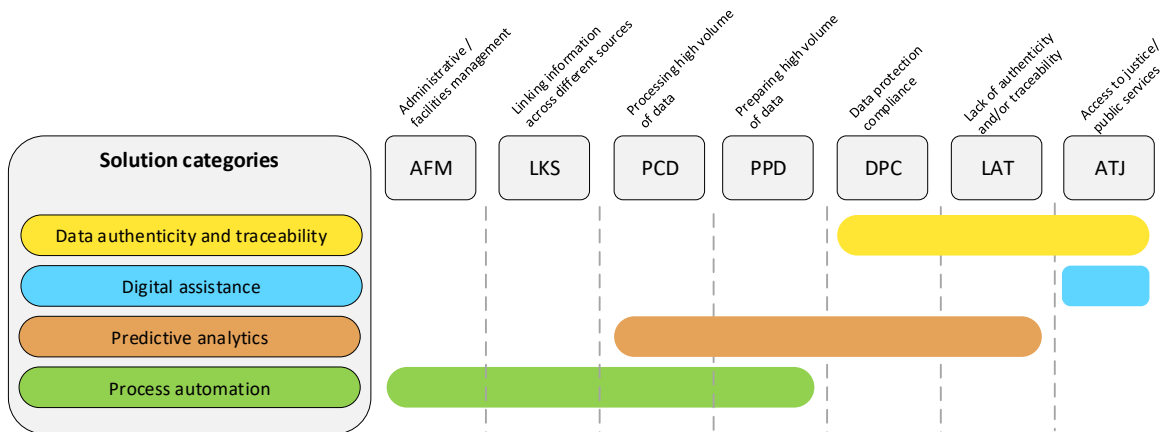 Administrative /
facilities management
Linking information
across different sources
Processing high volume
of data
Preparing high volume
of data
Data protection
compliance
Lack of authenticity
and/or traceability
Access to justice/
public services
Solution categories
AFM
LKS
PCD
PPD
DPC
LAT
ATJ
Data authenticity and traceability
Digital assistance
Predictive analytics
Process automation